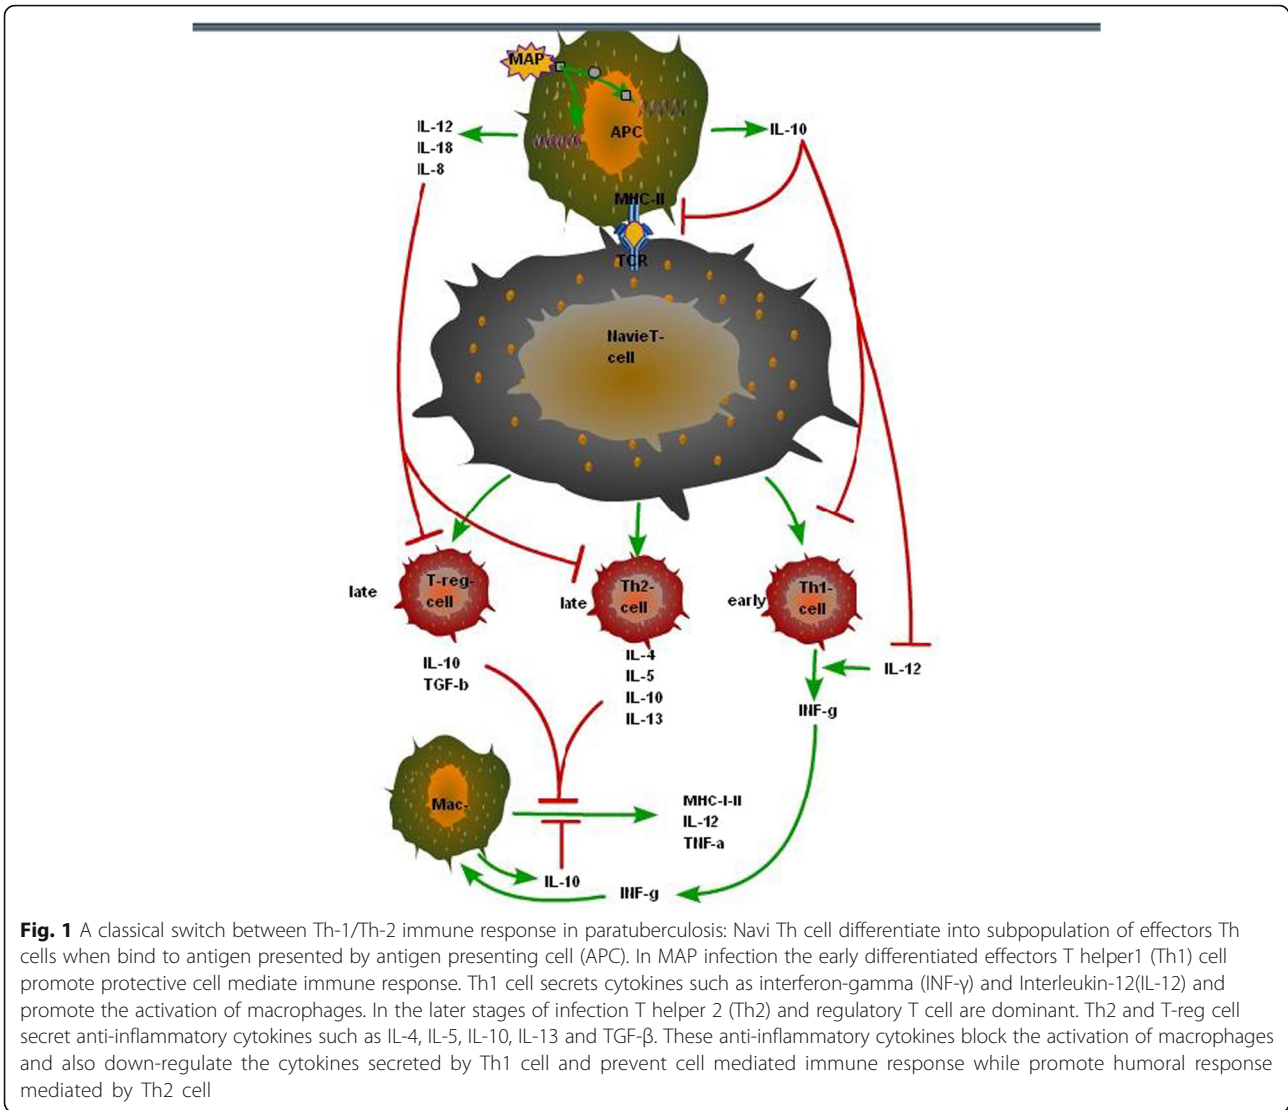 MAP
APC
IL-12
IL-18
IL-8
IL-10
MHC-II
TCR
NavieT-
cell
late
T-reg-
cell
late
Th2-
cell
early
Th1-
cell
IL-10
TGF-b
IL-4
IL-5
IL-10
IL-13
IL-12
INF-g
Mac-
MHC-I-II
IL-12
TNF-a
IL-10
INF-g
Fig. 1 A classical switch between Th-1/Th-2 immune response in paratuberculosis: Navi Th cell differentiate into subpopulation of effectors Th
cells when bind to antigen presented by antigen presenting cell (APC). In MAP infection the early differentiated effectors T helper1 (Th1) cell
promote protective cell mediate immune response. Th1 cell secrets cytokines such as interferon-gamma (INF-γ) and Interleukin-12(IL-12) and
promote the activation of macrophages. In the later stages of infection T helper 2 (Th2) and regulatory T cell are dominant. Th2 and T-reg cell
secret anti-inflammatory cytokines such as IL-4, IL-5, IL-10, IL-13 and TGF-β. These anti-inflammatory cytokines block the activation of macrophages
and also down-regulate the cytokines secreted by Th1 cell and prevent cell mediated immune response while promote humoral response
mediated by Th2 cell